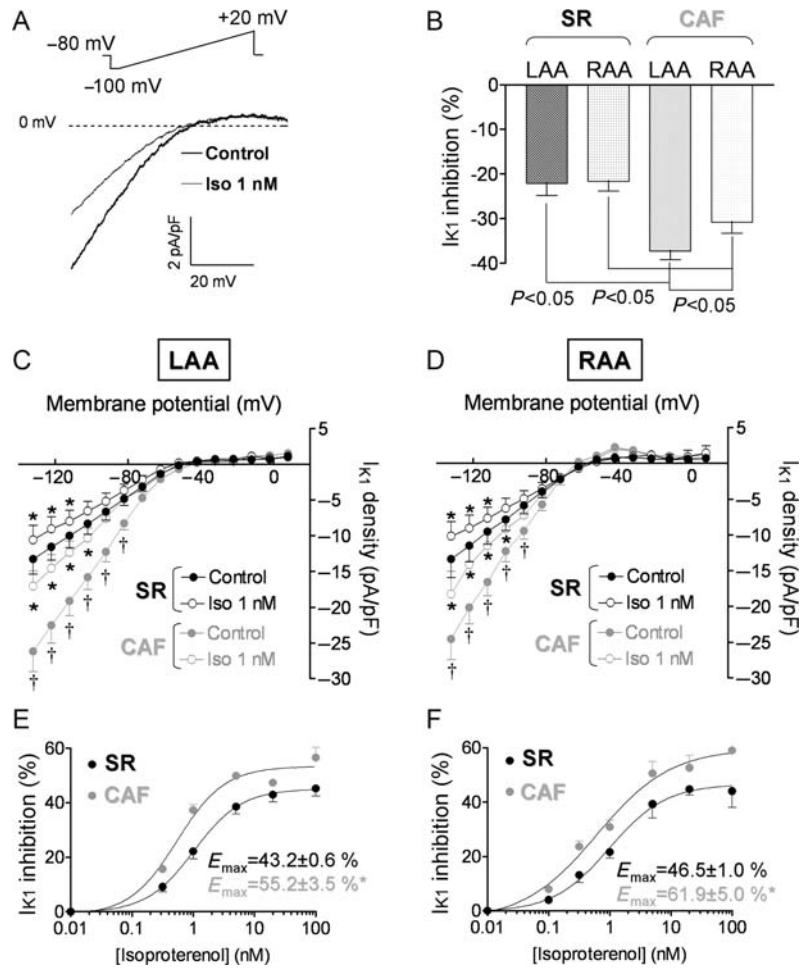 A
+20 mV
−80 mV
−100 mV
0 mV
Control
Iso 1 nM
2 pA/pF
20 mV
B
SR CAF
LAA RAA LAA RAA
0
-10
-20
-30
-40
IK1 inhibition (%)
P<0.05 P<0.05 P<0.05
C LAA
Membrane potential (mV)
−120 −80 −40 0
5
−5
−10
−15
−20
−25
−30
IK1 density (pA/pF)
* * *
* * * *
† † † † † †
SR
Control
Iso 1 nM
CAF
Control
Iso 1 nM
D RAA
Membrane potential (mV)
−120 −80 −40 0
5
−5
−10
−15
−20
−25
−30
IK1 density (pA/pF)
* * *
* * * * *
† † † † †
SR
Control
Iso 1 nM
CAF
Control
Iso 1 nM
E
60
40
20
0
IK1 inhibition (%)
SR
CAF
Emax=43.2±0.6 %
Emax=55.2±3.5 %*
0.01 0.1 1 10 100
[Isoproterenol] (nM)
F
60
40
20
0
IK1 inhibition (%)
SR
CAF
Emax=46.5±1.0 %
Emax=61.9±5.0 %*
0.01 0.1 1 10 100
[Isoproterenol] (nM)